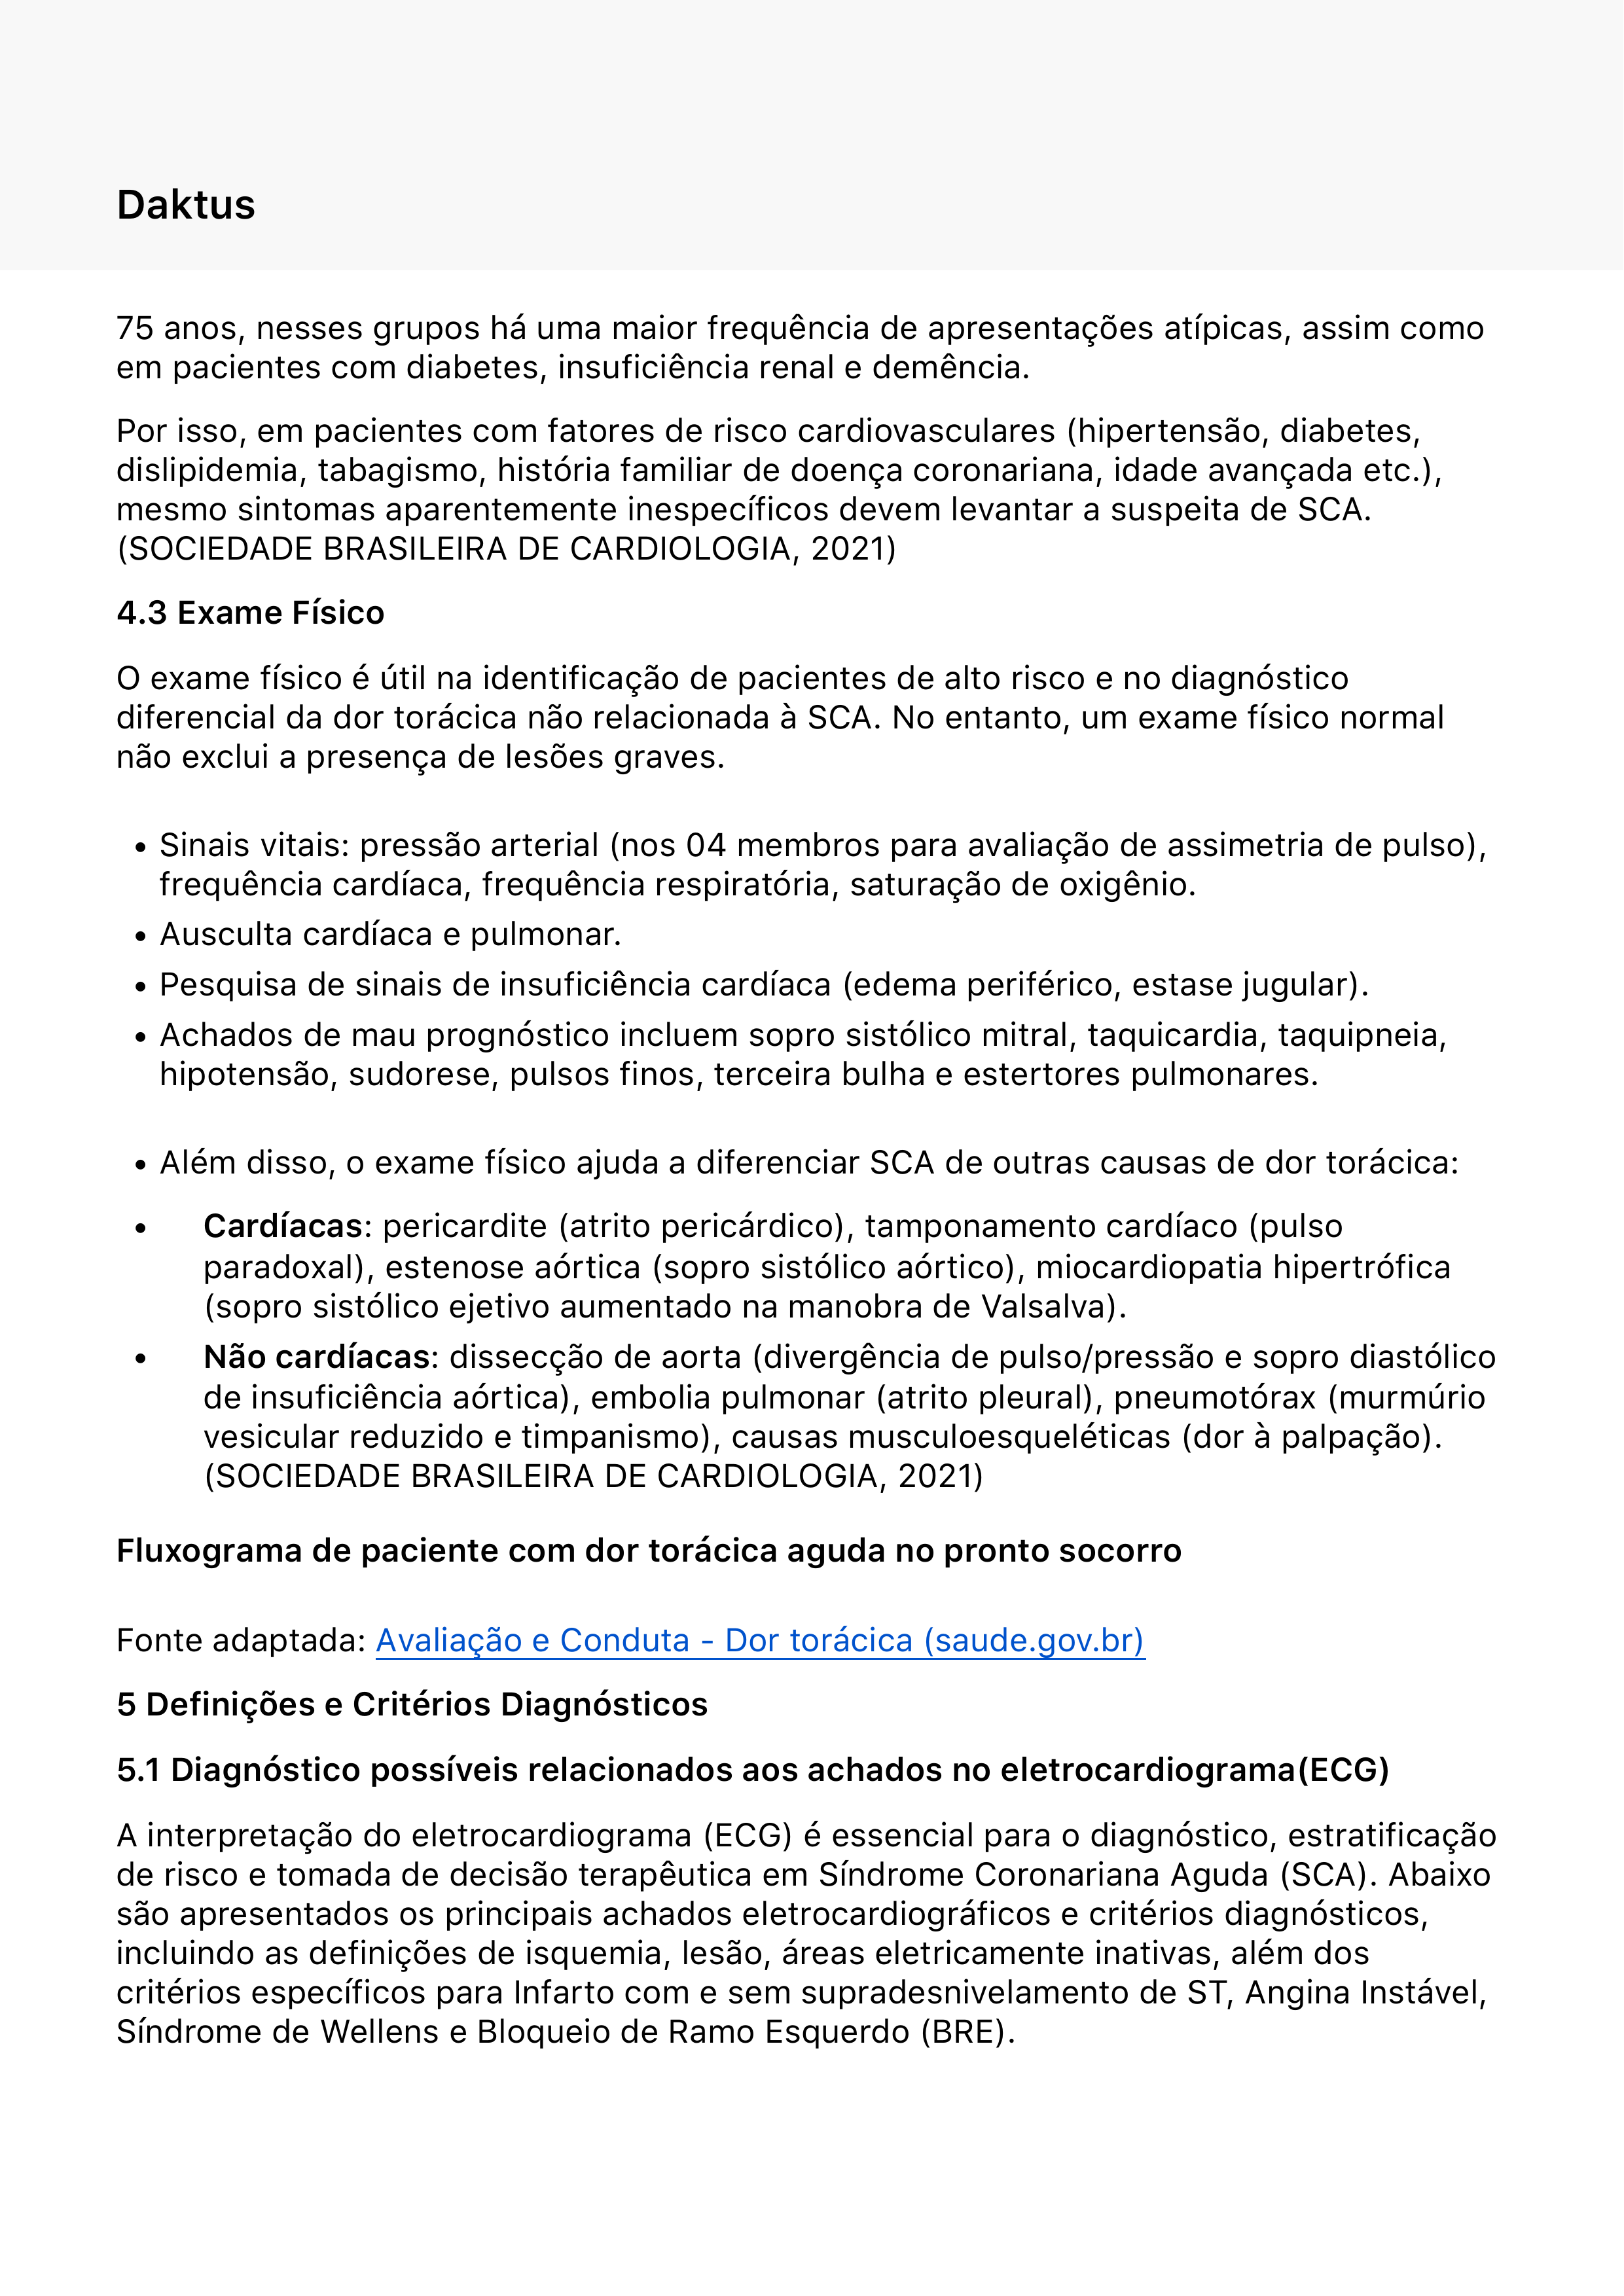 Daktus
75 anos, nesses grupos há uma maior frequência de apresentações atípicas, assim como
em pacientes com diabetes, insuficiência renal e demência.
Por isso, em pacientes com fatores de risco cardiovasculares (hipertensão, diabetes,
dislipidemia, tabagismo, história familiar de doença coronariana, idade avançada etc.),
mesmo sintomas aparentemente inespecíficos devem levantar a suspeita de SCA.
(SOCIEDADE BRASILEIRA DE CARDIOLOGIA, 2021)
4.3 Exame Físico
O exame físico é útil na identificação de pacientes de alto risco e no diagnóstico
diferencial da dor torácica não relacionada à SCA. No entanto, um exame físico normal
não exclui a presença de lesões graves.
• Sinais vitais: pressão arterial (nos 04 membros para avaliação de assimetria de pulso),
frequência cardíaca, frequência respiratória, saturação de oxigênio.
• Ausculta cardíaca e pulmonar.
• Pesquisa de sinais de insuficiência cardíaca (edema periférico, estase jugular).
• Achados de mau prognóstico incluem sopro sistólico mitral, taquicardia, taquipneia,
hipotensão, sudorese, pulsos finos, terceira bulha e estertores pulmonares.
• Além disso, o exame físico ajuda a diferenciar SCA de outras causas de dor torácica:
• Cardíacas: pericardite (atrito pericárdico), tamponamento cardíaco (pulso
paradoxal), estenose aórtica (sopro sistólico aórtico), miocardiopatia hipertrófica
(sopro sistólico ejetivo aumentado na manobra de Valsalva).
• Não cardíacas: dissecção de aorta (divergência de pulso/pressão e sopro diastólico
de insuficiência aórtica), embolia pulmonar (atrito pleural), pneumotórax (murmúrio
vesicular reduzido e timpanismo), causas musculoesqueléticas (dor à palpação).
(SOCIEDADE BRASILEIRA DE CARDIOLOGIA, 2021)
Fluxograma de paciente com dor torácica aguda no pronto socorro
Fonte adaptada: Avaliação e Conduta - Dor torácica (saude.gov.br)
5 Definições e Critérios Diagnósticos
5.1 Diagnóstico possíveis relacionados aos achados no eletrocardiograma(ECG)
A interpretação do eletrocardiograma (ECG) é essencial para o diagnóstico, estratificação
de risco e tomada de decisão terapêutica em Síndrome Coronariana Aguda (SCA). Abaixo
são apresentados os principais achados eletrocardiográficos e critérios diagnósticos,
incluindo as definições de isquemia, lesão, áreas eletricamente inativas, além dos
critérios específicos para Infarto com e sem supradesnivelamento de ST, Angina Instável,
Síndrome de Wellens e Bloqueio de Ramo Esquerdo (BRE).